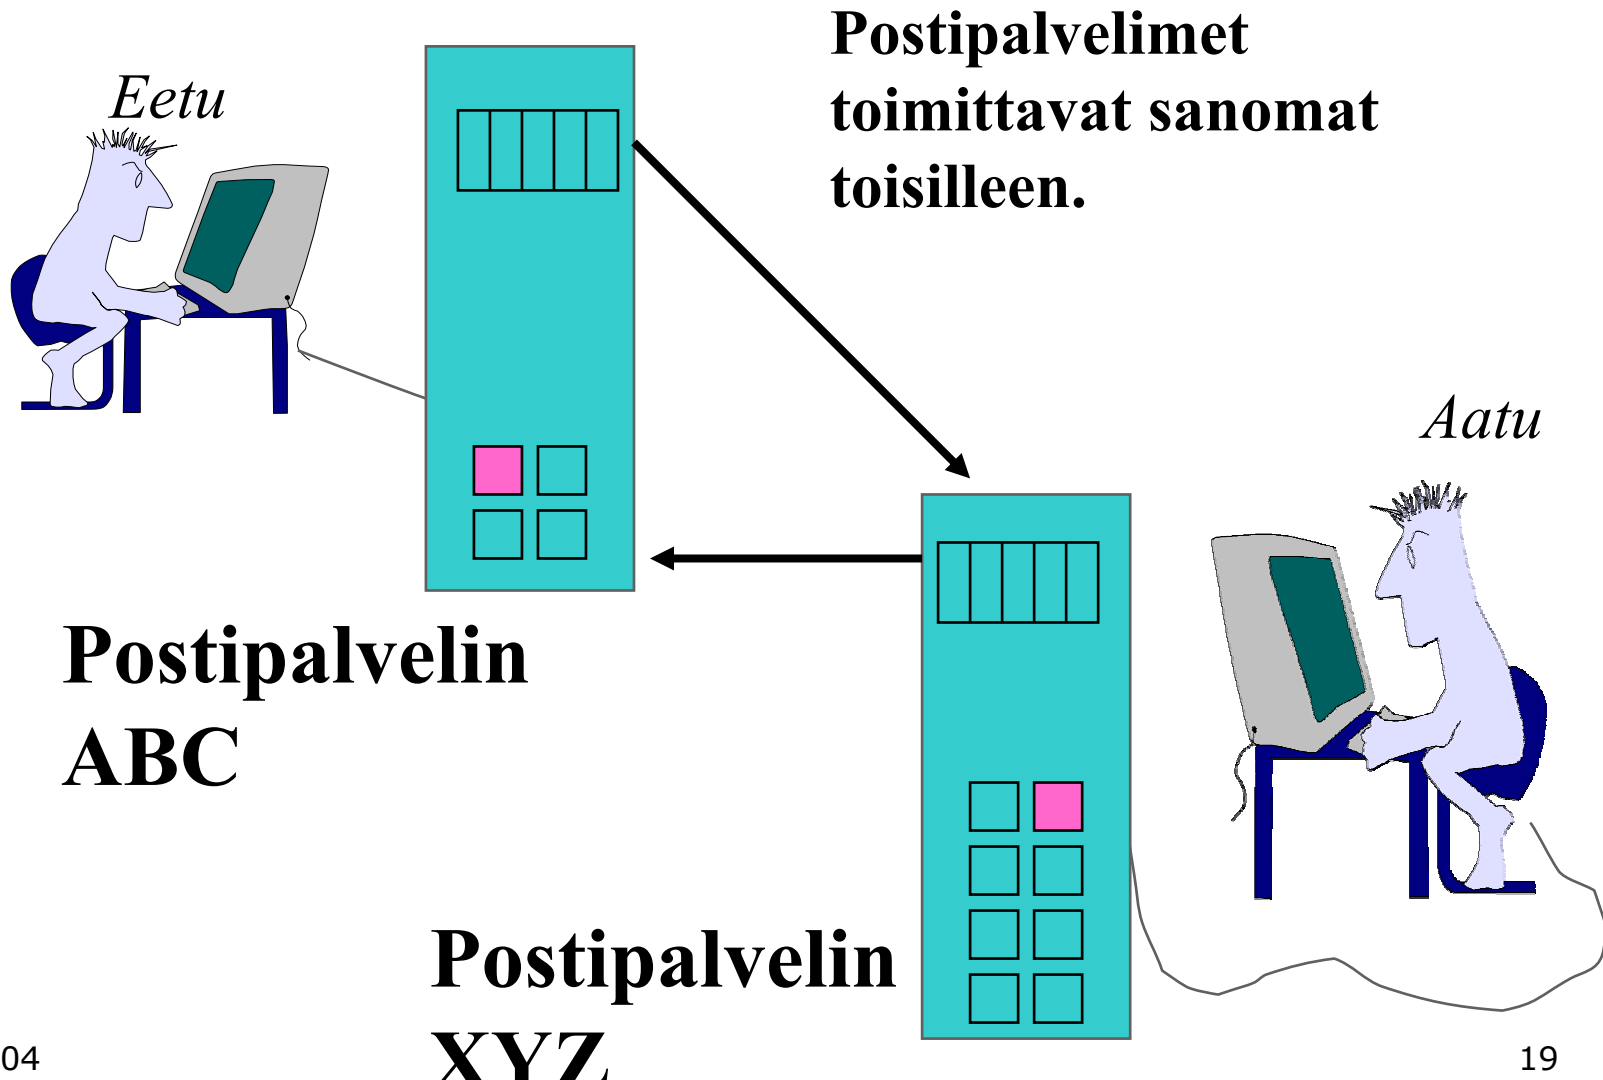 Postipalvelimet
toimittavat sanomat
toisilleen.
Eetu
Aatu
Postipalvelin
ABC
Postipalvelin
XYZ
04
19